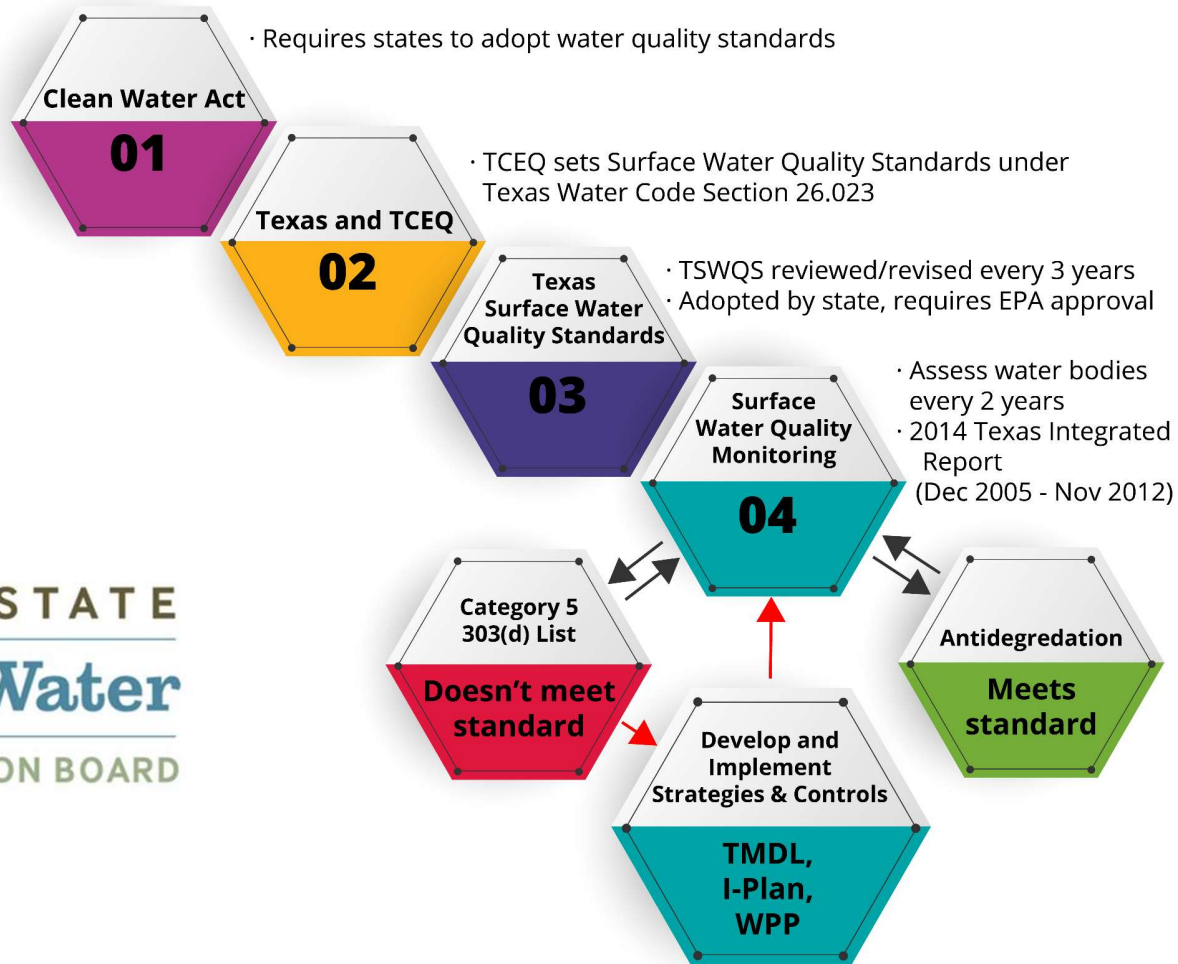 · Requires states to adopt water quality standards
Clean Water Act
01
· TCEQ sets Surface Water Quality Standards under
Texas Water Code Section 26.023
Texas and TCEQ
02
· TSWQS reviewed/revised every 3 years
· Adopted by state, requires EPA approval
Texas
Surface Water
Quality Standards
03
· Assess water bodies
every 2 years
· 2014 Texas Integrated
Report
(Dec 2005 - Nov 2012)
Surface
Water Quality
Monitoring
04
STATE
Water
ON BOARD
Category 5
303(d) List
Doesn't meet
standard
Antidegredation
Meets
standard
Develop and
Implement
Strategies & Controls
TMDL,
I-Plan,
WPP